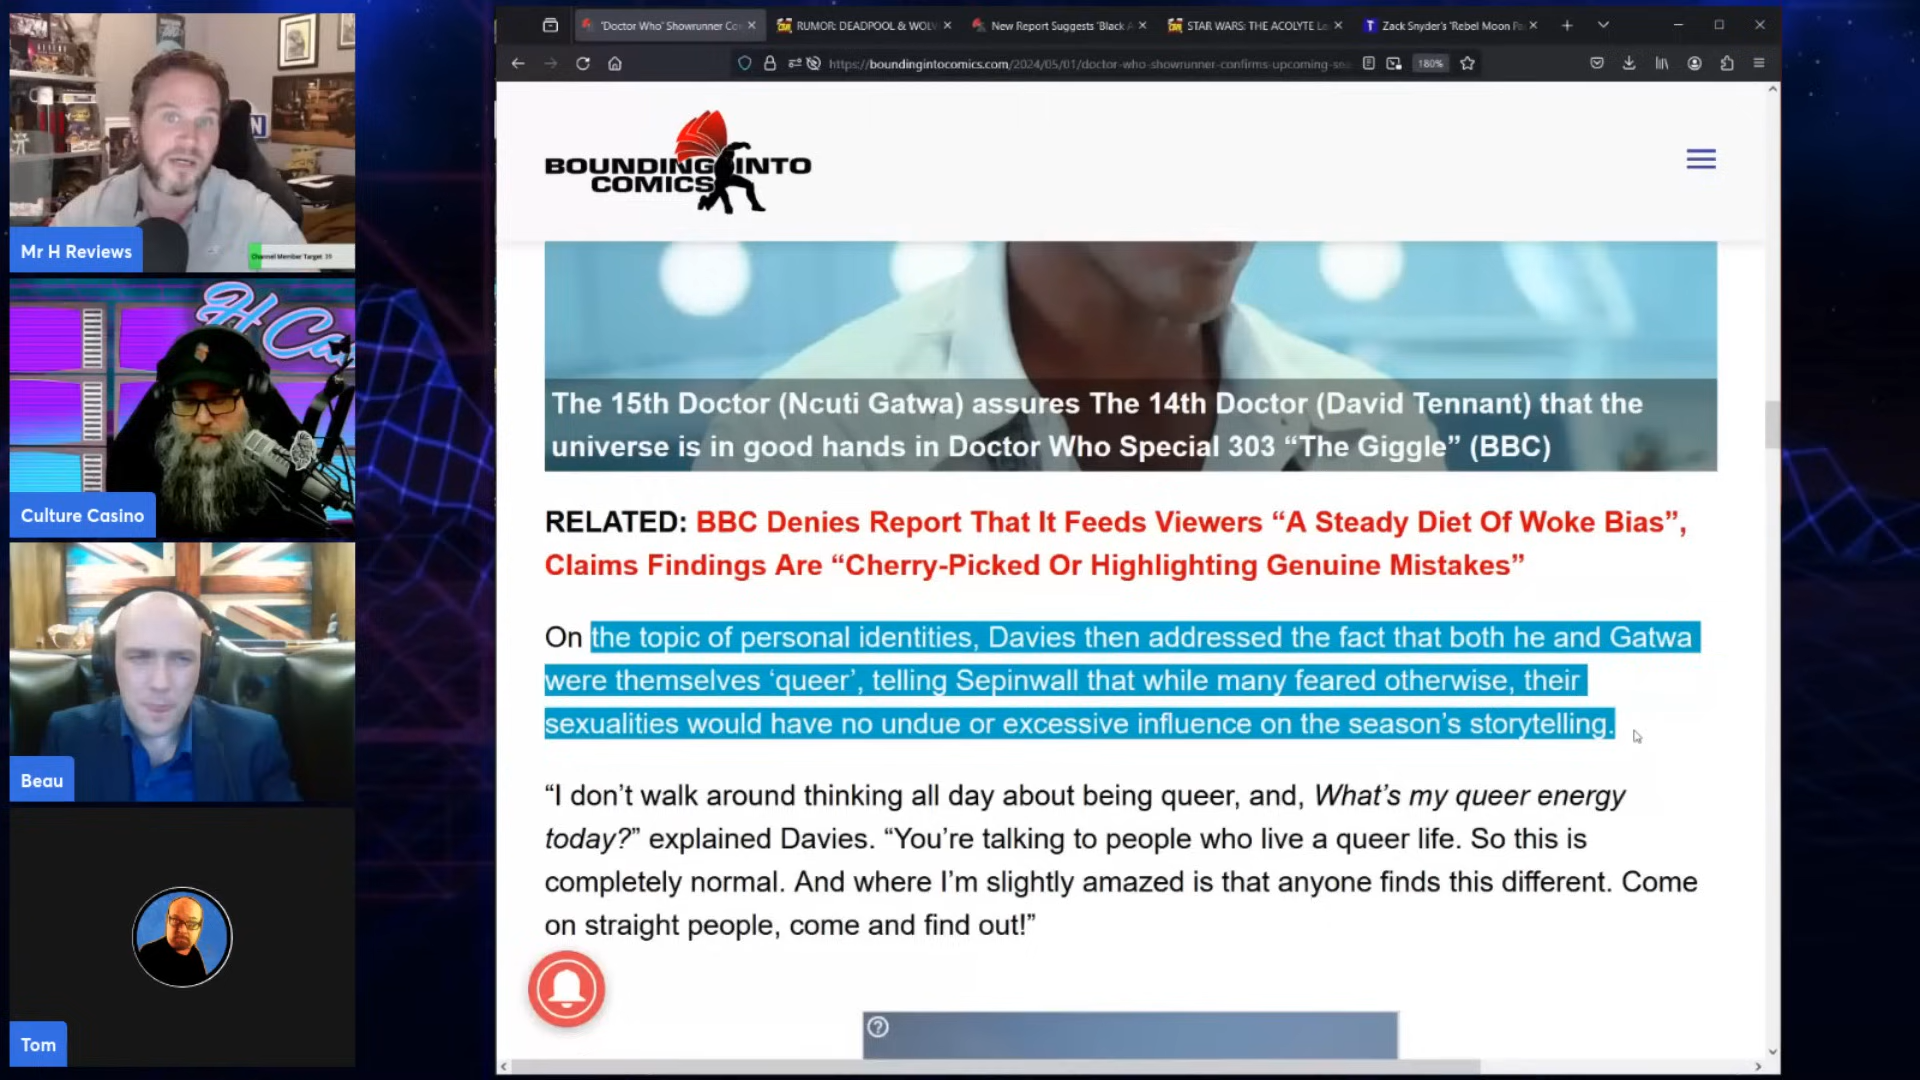 'Doctor Who' Showrunner Co
RUMOR: DEADPOOL & WOLV
New Report Suggests 'Black A
STAR WARS: THE ACOLYTE Le
Zack Snyder's 'Rebel Moon Pa
https://boundingintocomics.com/2024/05/01/doctor-who-showrunner-confirms-upcoming-se
180%
BOUNDING INTO
COMICS
The 15th Doctor (Ncuti Gatwa) assures The 14th Doctor (David Tennant) that the
universe is in good hands in Doctor Who Special 303 “The Giggle” (BBC)
RELATED: BBC Denies Report That It Feeds Viewers “A Steady Diet Of Woke Bias”,
Claims Findings Are “Cherry-Picked Or Highlighting Genuine Mistakes”
On the topic of personal identities, Davies then addressed the fact that both he and Gatwa
were themselves ‘queer’, telling Sepinwall that while many feared otherwise, their
sexualities would have no undue or excessive influence on the season’s storytelling.
“I don’t walk around thinking all day about being queer, and, What’s my queer energy
today?” explained Davies. “You’re talking to people who live a queer life. So this is
completely normal. And where I’m slightly amazed is that anyone finds this different. Come
on straight people, come and find out!”
Mr H Reviews
Channel Member Target
Culture Casino
Beau
Tom